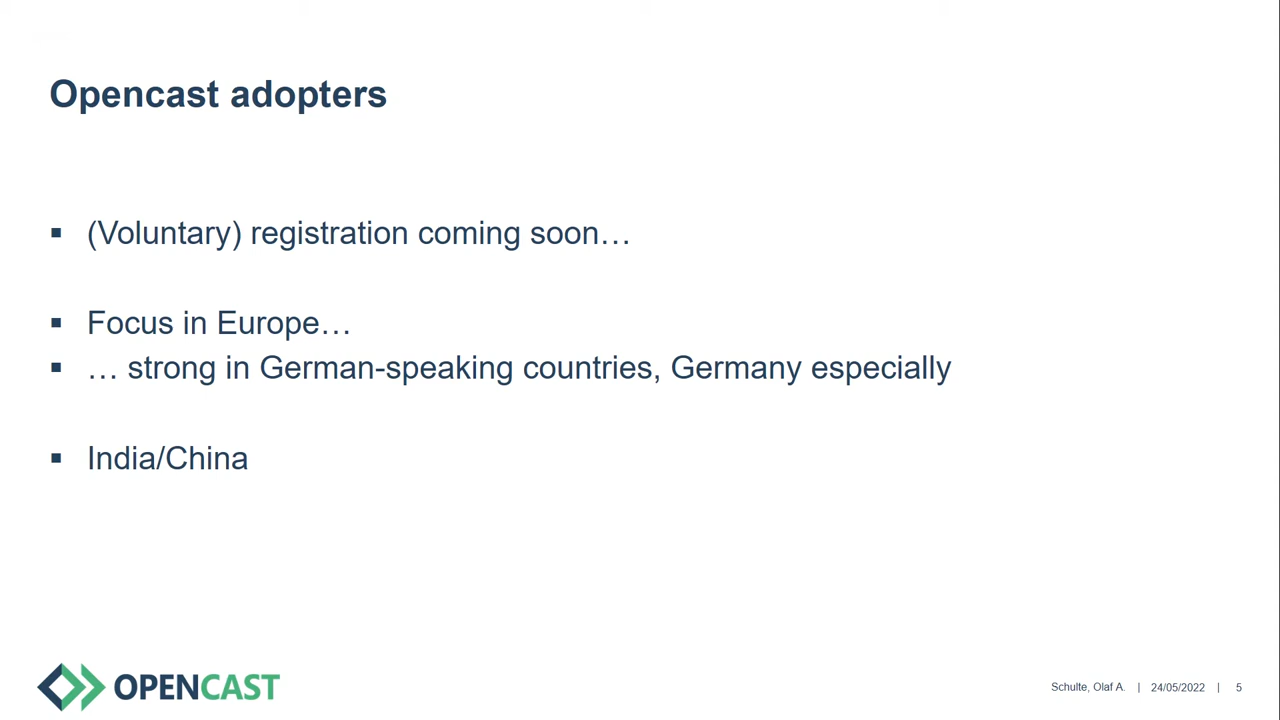 Opencast adopters
▪ (Voluntary) registration coming soon…
▪ Focus in Europe…
▪ … strong in German-speaking countries, Germany especially
▪ India/China
OPENCAST
Schulte, Olaf A. | 24/05/2022 | 5